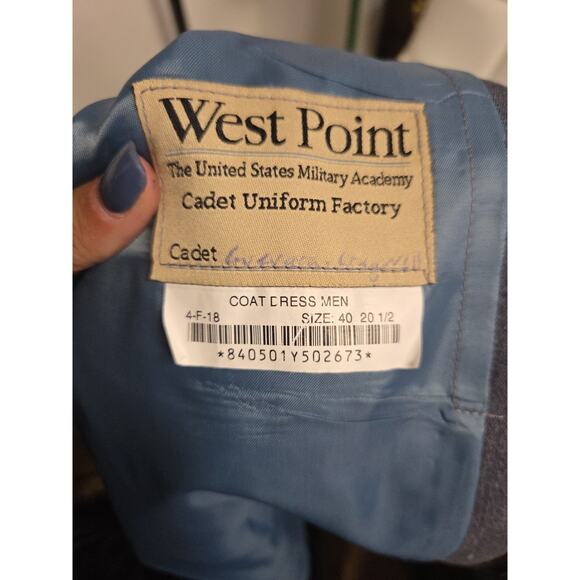 West Point
The United States Military Academy
Cadet Uniform Factory
Cadet
COAT DRESS MEN
4-F-18 SIZE: 40 20 1/2
*840501Y502673*